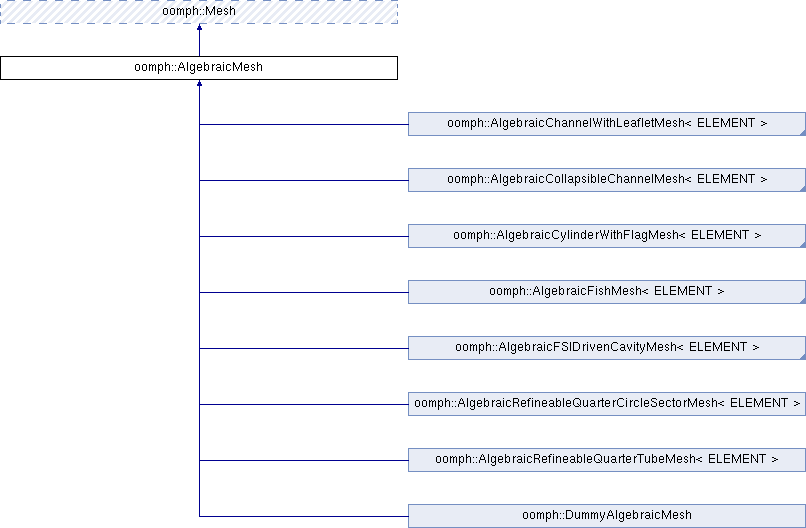 oomph::Mesh
oomph::AlgebraicMesh
oomph::AlgebraicChannelWithLeafletMesh< ELEMENT >
oomph::AlgebraicCollapsibleChannelMesh< ELEMENT >
oomph::AlgebraicCylinderWithFlagMesh< ELEMENT >
oomph::AlgebraicFishMesh< ELEMENT >
oomph::AlgebraicFSIDrivenCavityMesh< ELEMENT >
oomph::AlgebraicRefineableQuarterCircleSectorMesh< ELEMENT >
oomph::AlgebraicRefineableQuarterTubeMesh< ELEMENT >
oomph::DummyAlgebraicMesh